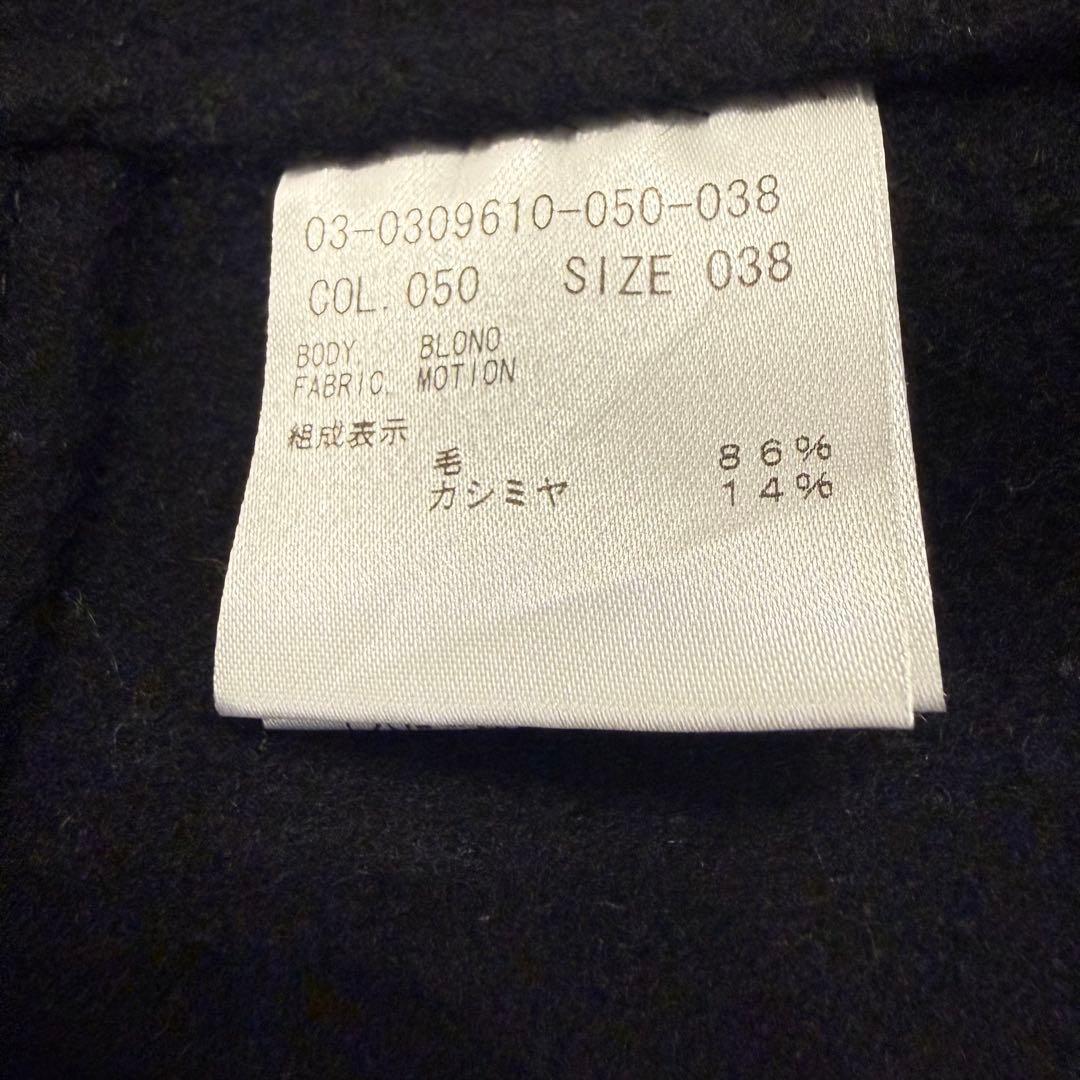 03-0309610-050-038
COL. 050 SIZE 038
BODY. BLONO
FABRIC. MOTION
組成表示
毛 86%
カシミヤ 14%